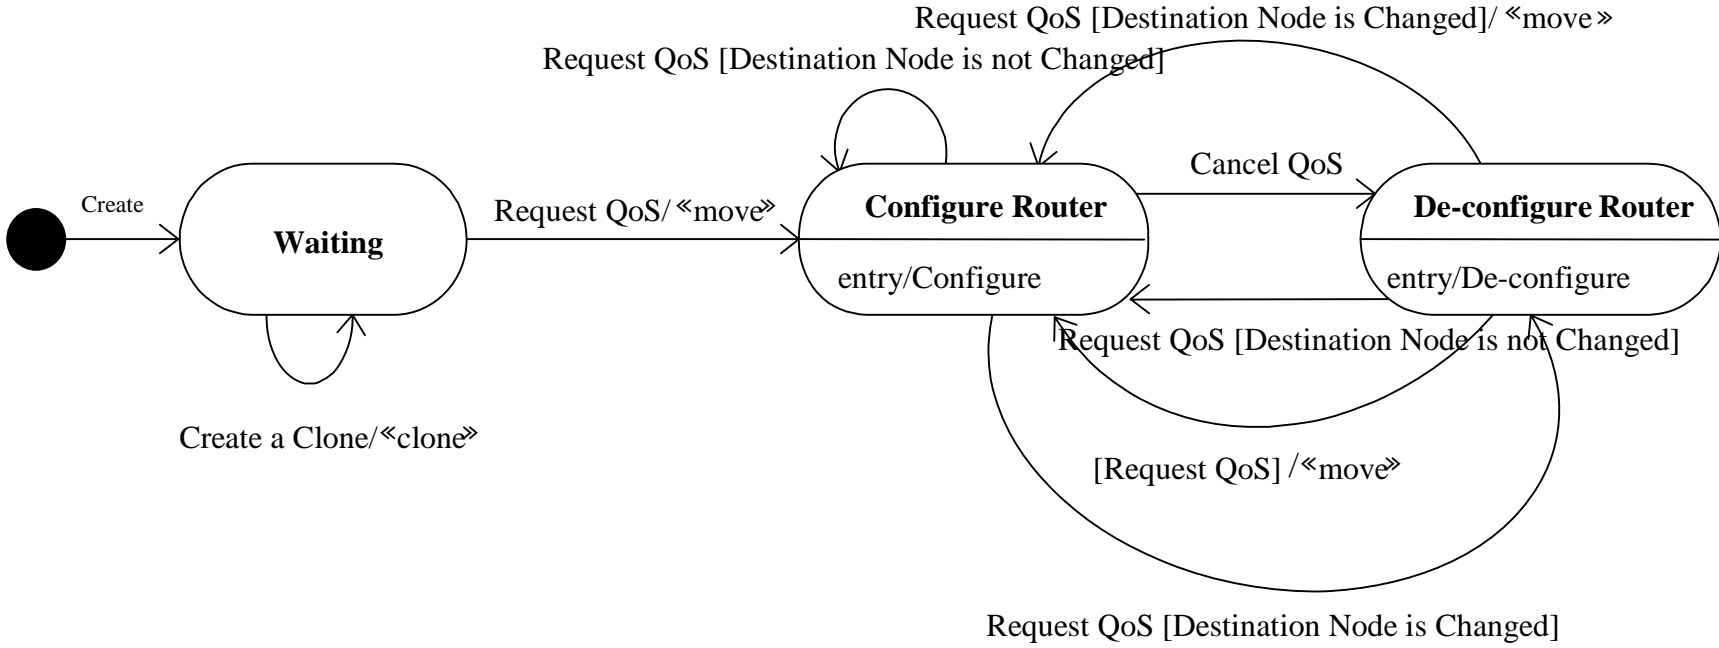 Request QoS [Destination Node is Changed]/ «move»
Request QoS [Destination Node is not Changed]
Cancel QoS
Create
Request QoS/ «move»
Configure Router
De-configure Router
Waiting
entry/Configure
entry/De-configure
Request QoS [Destination Node is not Changed]
Create a Clone/«clone»
[Request QoS] / «move»
Request QoS [Destination Node is Changed]